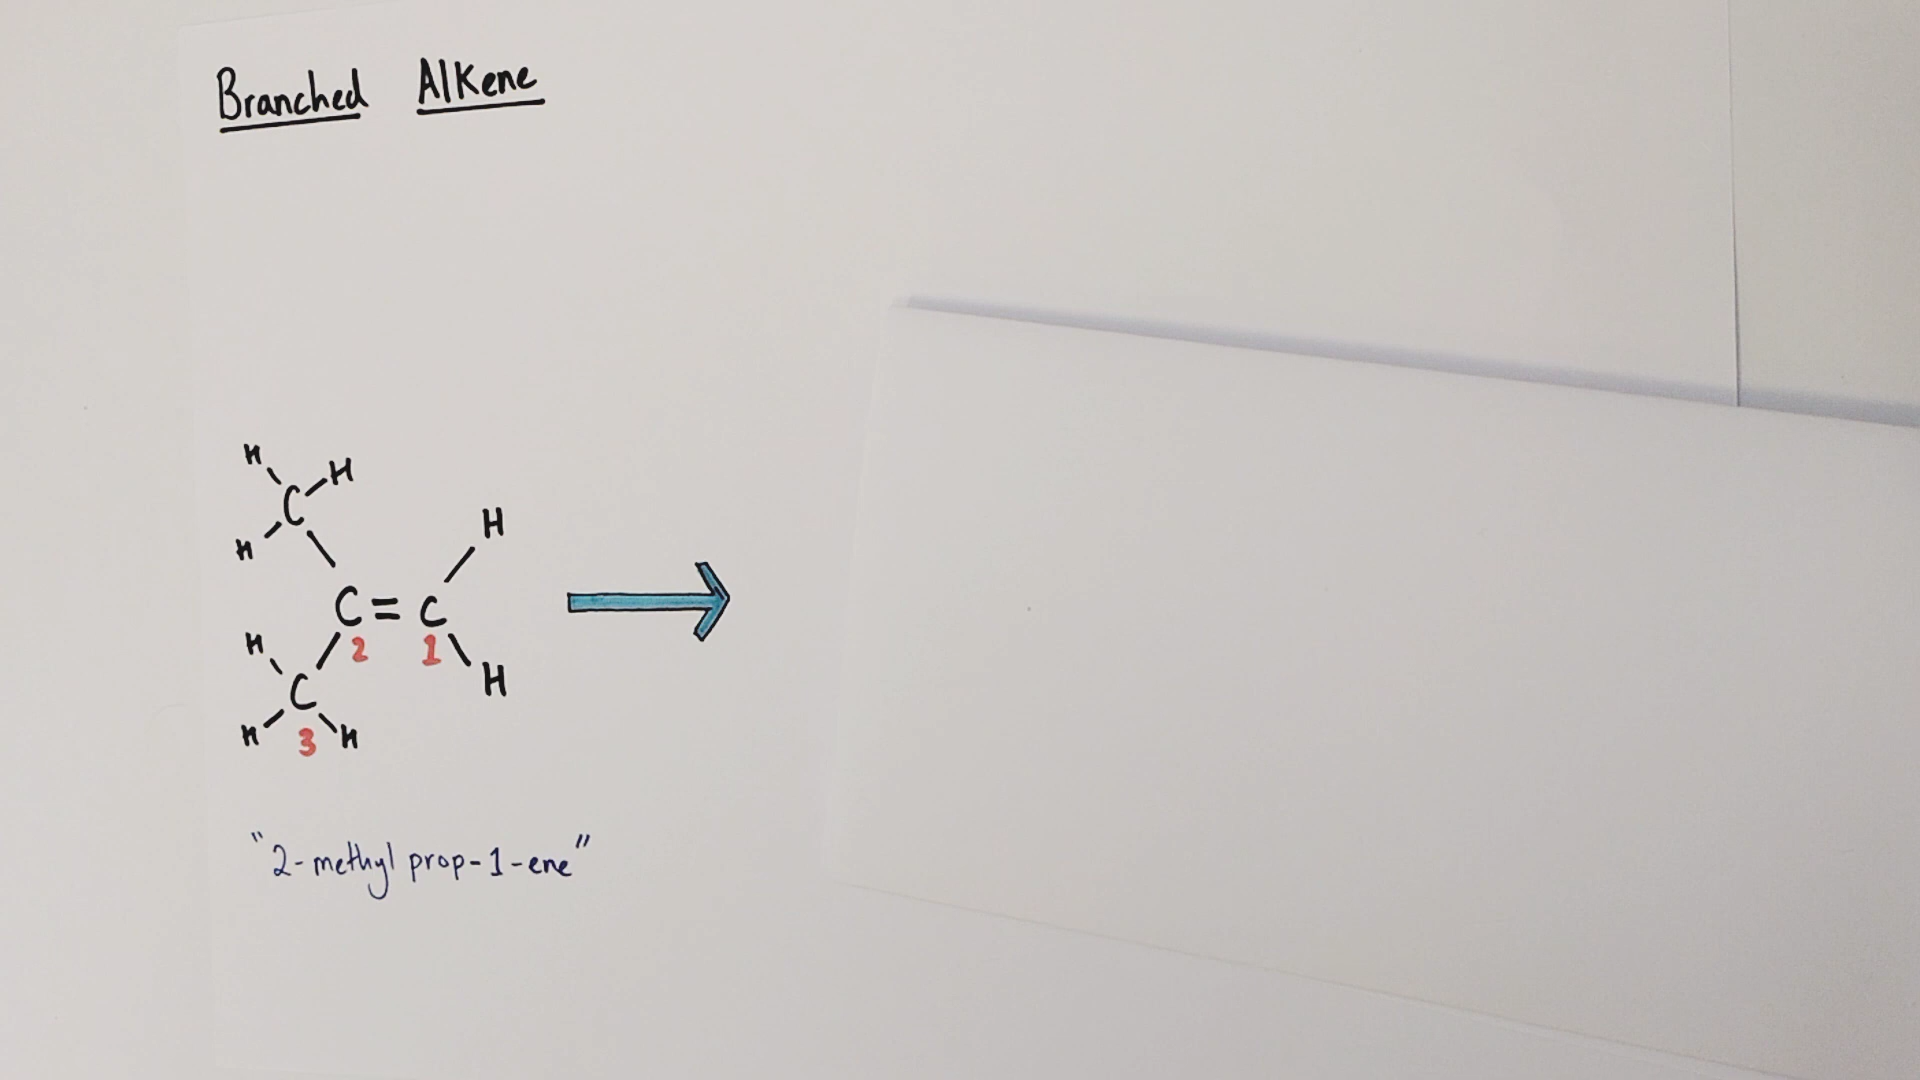 Branched Alkene
H
H
C
H
H
C=C
H
2 1
H
C
H
H
3
H
"2-methyl prop-1-ene"